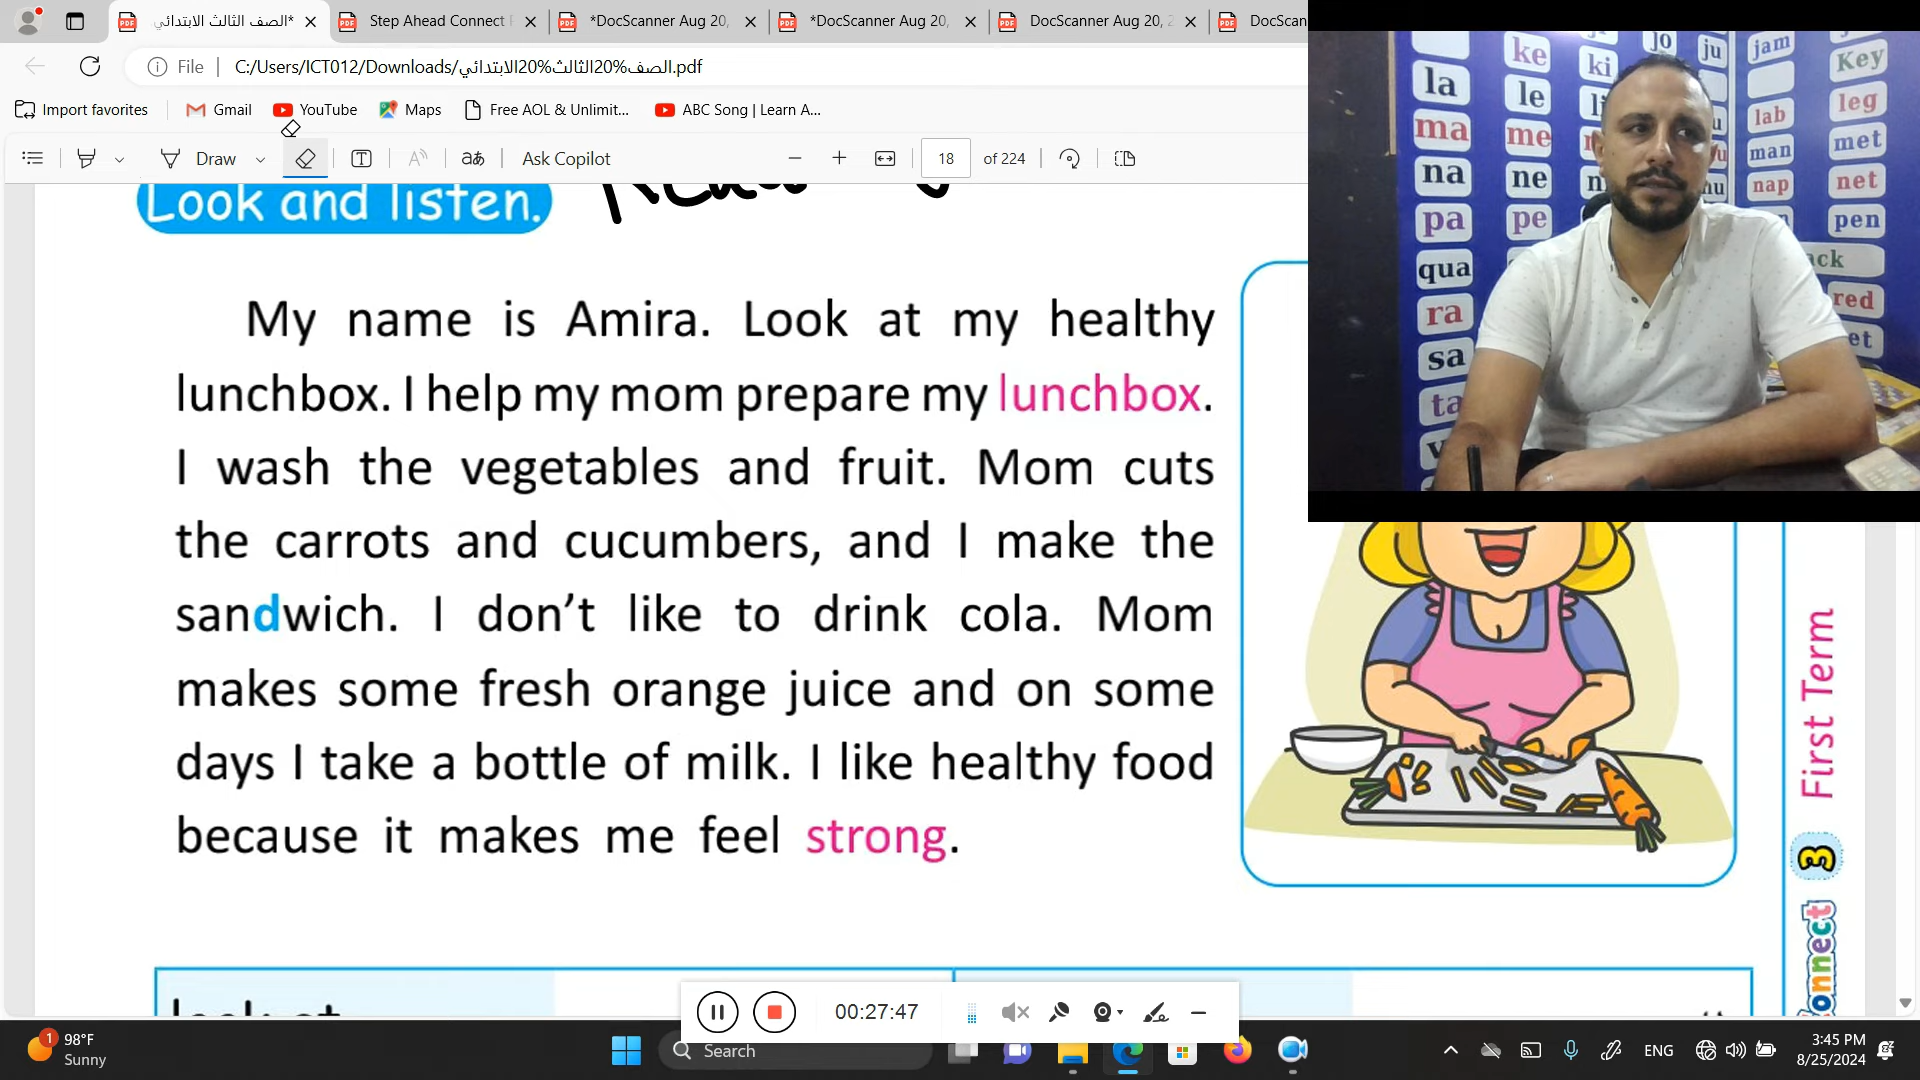 *الصف الثالث الابتدائي
Step Ahead Connect
*DocScanner Aug 20,
*DocScanner Aug 20,
DocScanner Aug 20, 2
DocScan
File
C:/Users/ICT012/Downloads/الصف%20الثالث%20الابتدائي.pdf
Import favorites
Gmail
YouTube
Maps
Free AOL & Unlimit...
ABC Song | Learn A...
Draw
Ask Copilot
18 of 224
Look and listen.
My name is Amira. Look at my healthy
lunchbox. I help my mom prepare my lunchbox.
I wash the vegetables and fruit. Mom cuts
the carrots and cucumbers, and I make the
sandwich. I don't like to drink cola. Mom
makes some fresh orange juice and on some
days I take a bottle of milk. I like healthy food
because it makes me feel strong.
look at
First Term
3
Connect
la
ma
na
pa
qua
ra
sa
ta
ke
le
me
ne
pe
ki
jo
ju
jam
lab
man
nap
Key
leg
met
net
pen
red
00:27:47
98°F
Sunny
1
Search
ENG
3:45 PM
8/25/2024